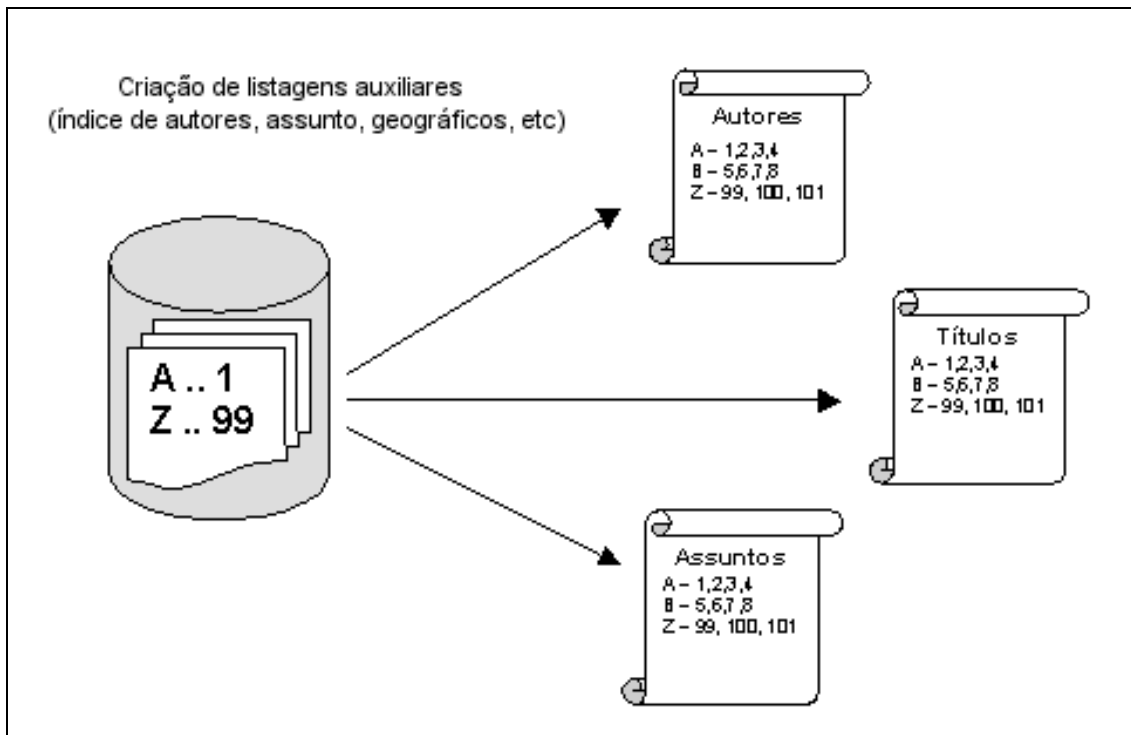 Criação de listagens auxiliares
(índice de autores, assunto, geográficos, etc)
Autores
A – 1,2,3,4
B – 5,6,7,8
Z – 99, 100, 101
A .. 1
Z .. 99
Títulos
A – 1,2,3,4
B – 5,6,7,8
Z – 99, 100, 101
Assuntos
A – 1,2,3,4
B – 5,6,7,8
Z – 99, 100, 101